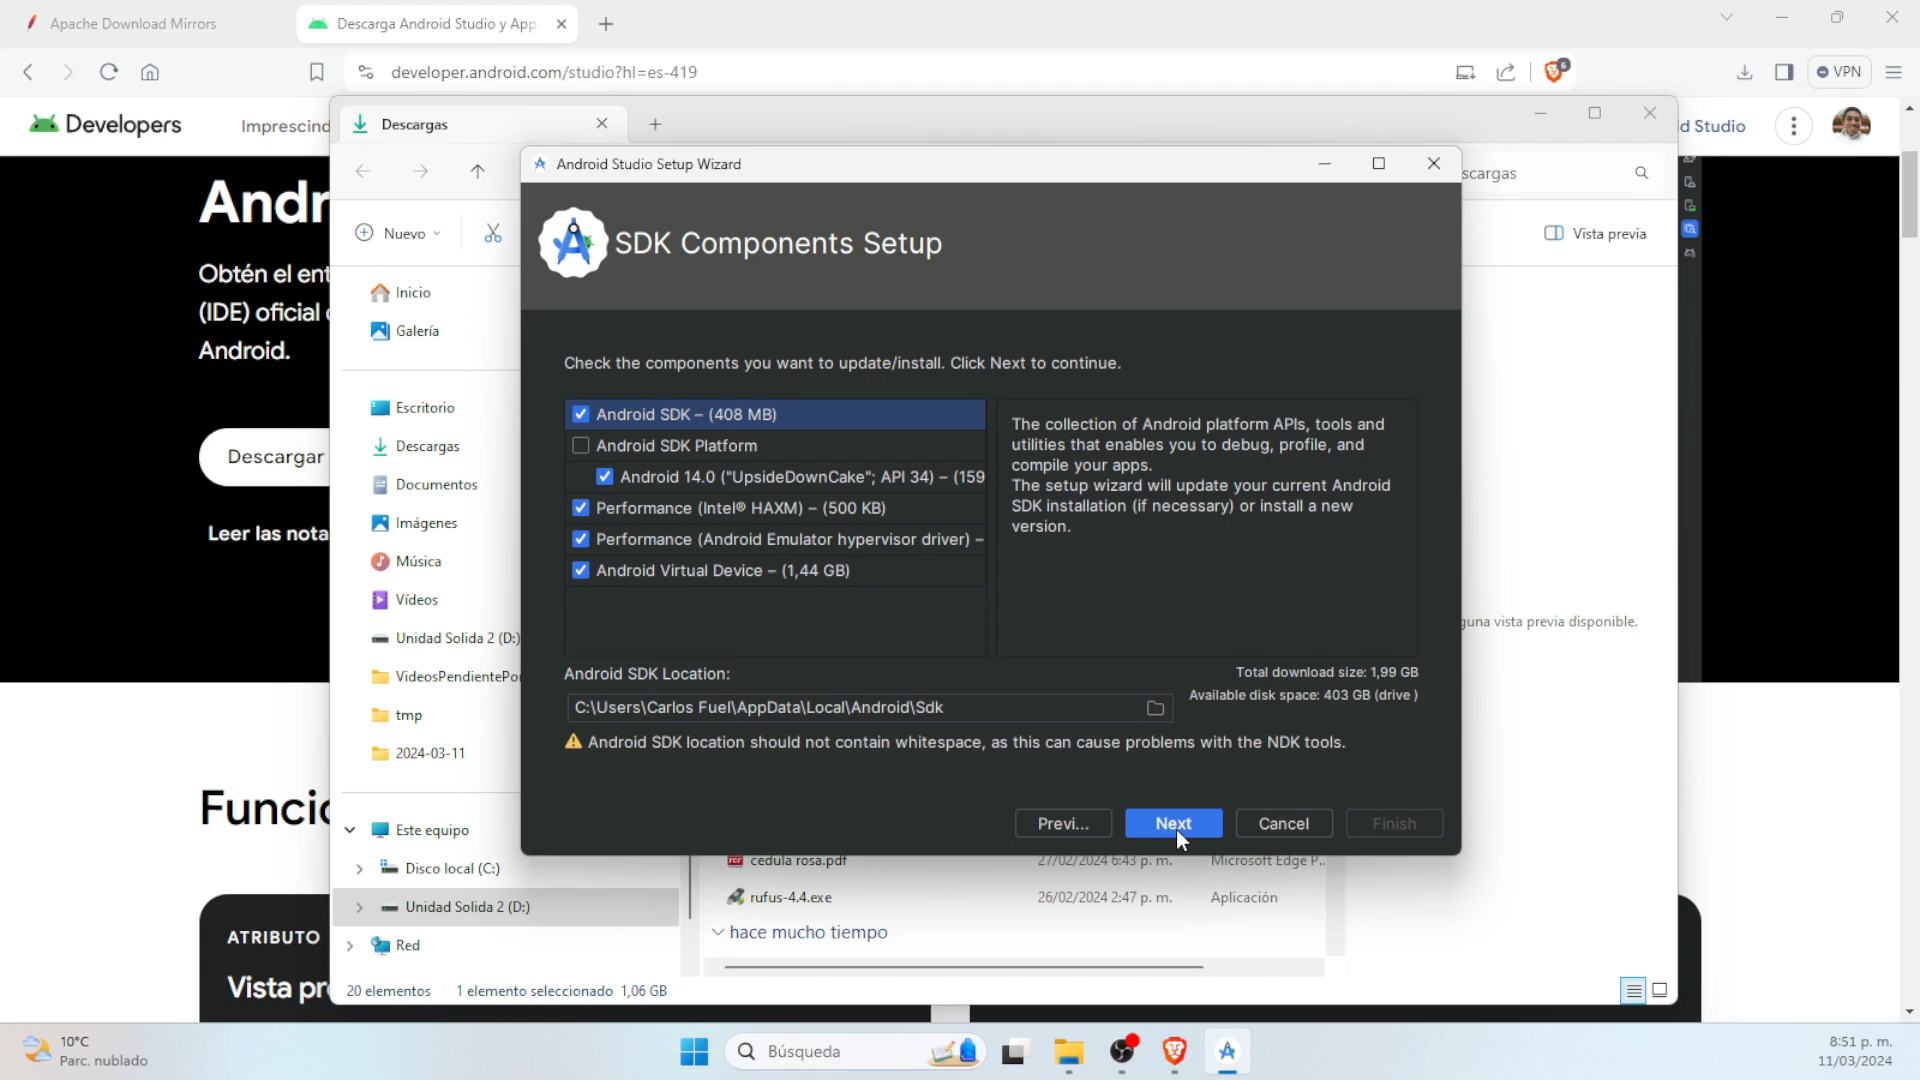 Apache Download Mirrors
Descarga Android Studio y App
developer.android.com/studio?hl=es-419
6
VPN
Developers
Imprescind
d Studio
Descargas
Android Studio Setup Wizard
scargas
Nuevo
Vista previa
SDK Components Setup
Andr
Obtén el ent
(IDE) oficial
Android.
Descargar
Leer las nota
Inicio
Galería
Escritorio
Descargas
Documentos
Imágenes
Música
Vídeos
Unidad Solida 2 (D:)
VideosPendientePo
tmp
2024-03-11
Este equipo
Disco local (C:)
Unidad Solida 2 (D:)
Red
Check the components you want to update/install. Click Next to continue.
Android SDK – (408 MB)
Android SDK Platform
Android 14.0 ("UpsideDownCake"; API 34) – (159
Performance (Intel® HAXM) – (500 KB)
Performance (Android Emulator hypervisor driver) –
Android Virtual Device – (1,44 GB)
The collection of Android platform APIs, tools and
utilities that enables you to debug, profile, and
compile your apps.
The setup wizard will update your current Android
SDK installation (if necessary) or install a new
version.
Android SDK Location:
Total download size: 1,99 GB
C:\Users\Carlos Fuel\AppData\Local\Android\Sdk
Available disk space: 403 GB (drive )
Android SDK location should not contain whitespace, as this can cause problems with the NDK tools.
Previ...
Next
Cancel
Finish
guna vista previa disponible.
cedula rosa.pdf
27/02/2024 6:43 p. m.
Microsoft Edge P...
rufus-4.4.exe
26/02/2024 2:47 p. m.
Aplicación
hace mucho tiempo
20 elementos
1 elemento seleccionado 1,06 GB
Funcio
ATRIBUTO
Vista pre
10°C
Parc. nublado
Búsqueda
8:51 p. m.
11/03/2024